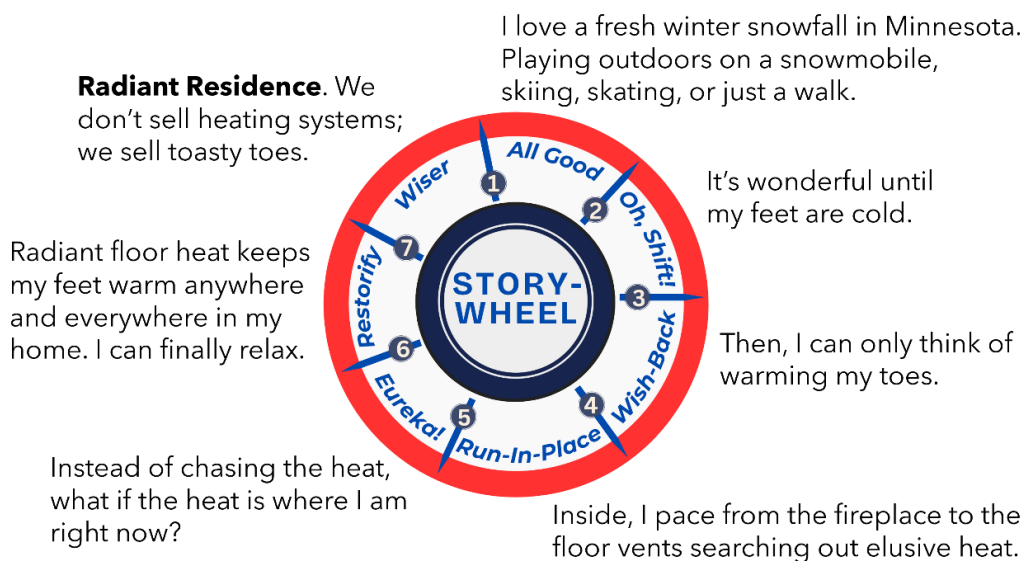 I love a fresh winter snowfall in Minnesota.
Playing outdoors on a snowmobile,
skiing, skating, or just a walk.
It’s wonderful until
my feet are cold.
Then, I can only think of
warming my toes.
Inside, I pace from the fireplace to the
floor vents searching out elusive heat.
Instead of chasing the heat,
what if the heat is where I am
right now?
Radiant floor heat keeps
my feet warm anywhere
and everywhere in my
home. I can finally relax.
Radiant Residence. We
don’t sell heating systems;
we sell toasty toes.
STORY-
WHEEL
1
All Good
2
Oh, Shift!
3
Wish-Back
4
Run-In-Place
5
Eureka!
6
Restorify
7
Wiser